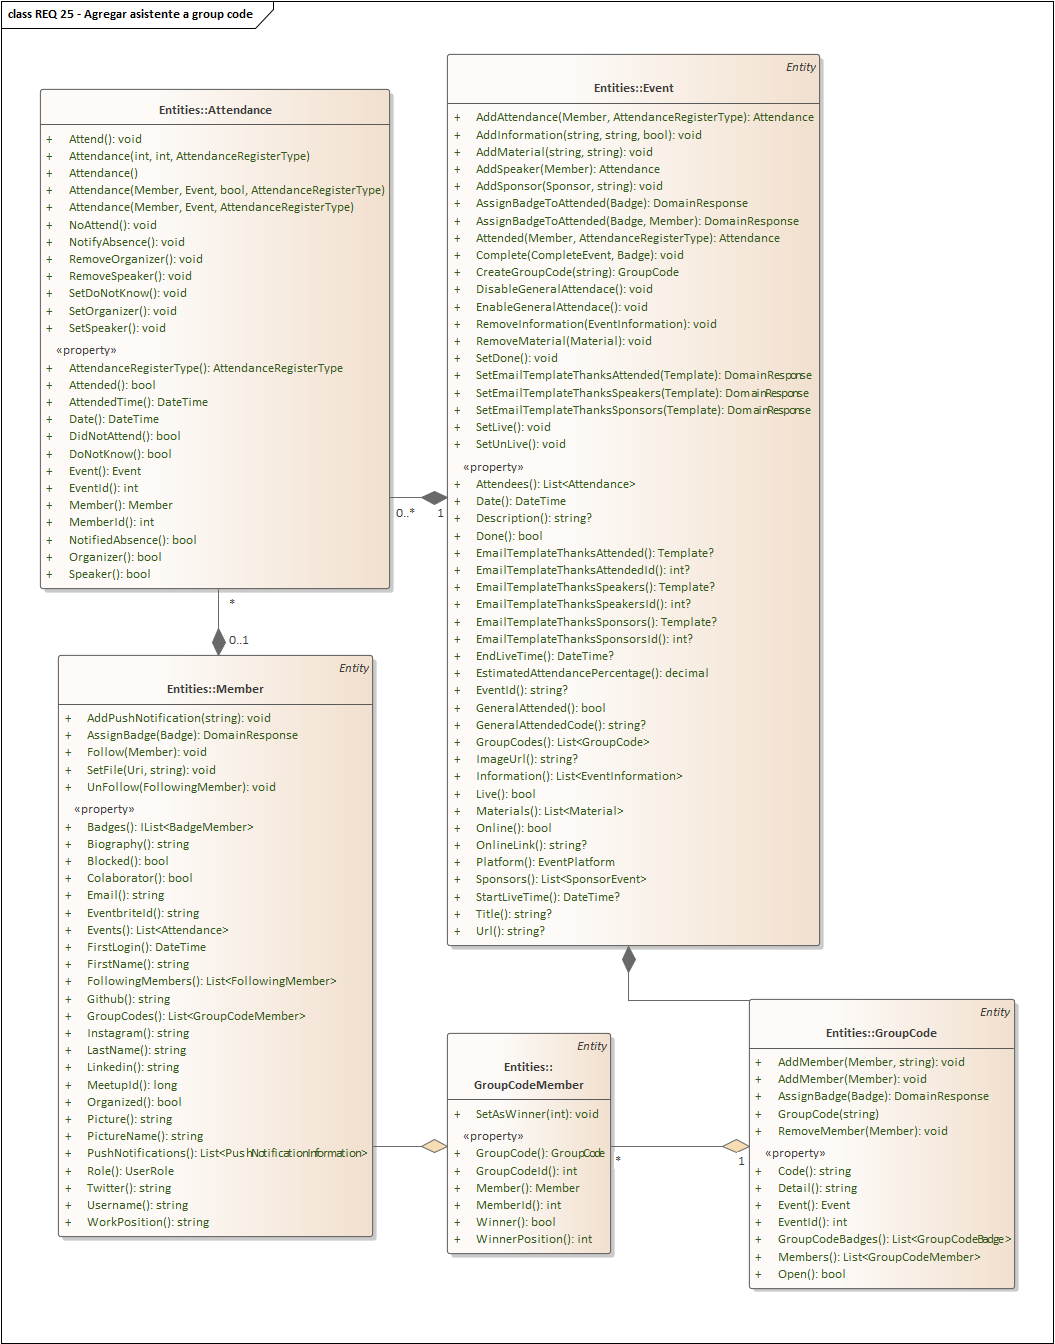 class REQ 25 - Agregar asistente a group code
Entities::Attendance
+ Attend(): void
+ Attendance(int, int, AttendanceRegisterType)
+ Attendance()
+ Attendance(Member, Event, bool, AttendanceRegisterType)
+ Attendance(Member, Event, AttendanceRegisterType)
+ NoAttend(): void
+ NotifyAbsence(): void
+ RemoveOrganizer(): void
+ RemoveSpeaker(): void
+ SetDoNotKnow(): void
+ SetOrganizer(): void
+ SetSpeaker(): void
«property»
+ AttendanceRegisterType(): AttendanceRegisterType
+ Attended(): bool
+ AttendedTime(): DateTime
+ Date(): DateTime
+ DidNotAttend(): bool
+ DoNotKnow(): bool
+ Event(): Event
+ EventId(): int
+ Member(): Member
+ MemberId(): int
+ NotifiedAbsence(): bool
+ Organizer(): bool
+ Speaker(): bool
Entity
Entities::Event
+ AddAttendance(Member, AttendanceRegisterType): Attendance
+ AddInformation(string, string, bool): void
+ AddMaterial(string, string): void
+ AddSpeaker(Member): Attendance
+ AddSponsor(Sponsor, string): void
+ AssignBadgeToAttended(Badge): DomainResponse
+ AssignBadgeToAttended(Badge, Member): DomainResponse
+ Attended(Member, AttendanceRegisterType): Attendance
+ Complete(CompleteEvent, Badge): void
+ CreateGroupCode(string): GroupCode
+ DisableGeneralAttendace(): void
+ EnableGeneralAttendace(): void
+ RemoveInformation(EventInformation): void
+ RemoveMaterial(Material): void
+ SetDone(): void
+ SetEmailTemplateThanksAttended(Template): DomainResponse
+ SetEmailTemplateThanksSpeakers(Template): DomainResponse
+ SetEmailTemplateThanksSponsors(Template): DomainResponse
+ SetLive(): void
+ SetUnLive(): void
«property»
+ Attendees(): List<Attendance>
+ Date(): DateTime
+ Description(): string?
+ Done(): bool
+ EmailTemplateThanksAttended(): Template?
+ EmailTemplateThanksAttendedId(): int?
+ EmailTemplateThanksSpeakers(): Template?
+ EmailTemplateThanksSpeakersId(): int?
+ EmailTemplateThanksSponsors(): Template?
+ EmailTemplateThanksSponsorsId(): int?
+ EndLiveTime(): DateTime?
+ EstimatedAttendancePercentage(): decimal
+ EventId(): string?
+ GeneralAttended(): bool
+ GeneralAttendedCode(): string?
+ GroupCodes(): List<GroupCode>
+ ImageUrl(): string?
+ Information(): List<EventInformation>
+ Live(): bool
+ Materials(): List<Material>
+ Online(): bool
+ OnlineLink(): string?
+ Platform(): EventPlatform
+ Sponsors(): List<SponsorEvent>
+ StartLiveTime(): DateTime?
+ Title(): string?
+ Url(): string?
0..* 1
*
0..1
Entity
Entities::Member
+ AddPushNotification(string): void
+ AssignBadge(Badge): DomainResponse
+ Follow(Member): void
+ SetFile(Uri, string): void
+ UnFollow(FollowingMember): void
«property»
+ Badges(): IList<BadgeMember>
+ Biography(): string
+ Blocked(): bool
+ Colaborator(): bool
+ Email(): string
+ EventbriteId(): string
+ Events(): List<Attendance>
+ FirstLogin(): DateTime
+ FirstName(): string
+ FollowingMembers(): List<FollowingMember>
+ Github(): string
+ GroupCodes(): List<GroupCodeMember>
+ Instagram(): string
+ LastName(): string
+ Linkedin(): string
+ MeetupId(): long
+ Organized(): bool
+ Picture(): string
+ PictureName(): string
+ PushNotifications(): List<PushNotificationInformation>
+ Role(): UserRole
+ Twitter(): string
+ Username(): string
+ WorkPosition(): string
Entity
Entities::
GroupCodeMember
+ SetAsWinner(int): void
«property»
+ GroupCode(): GroupCode
+ GroupCodeId(): int
+ Member(): Member
+ MemberId(): int
+ Winner(): bool
+ WinnerPosition(): int
* 1
Entity
Entities::GroupCode
+ AddMember(Member, string): void
+ AddMember(Member): void
+ AssignBadge(Badge): DomainResponse
+ GroupCode(string)
+ RemoveMember(Member): void
«property»
+ Code(): string
+ Detail(): string
+ Event(): Event
+ EventId(): int
+ GroupCodeBadges(): List<GroupCodeBadge>
+ Members(): List<GroupCodeMember>
+ Open(): bool